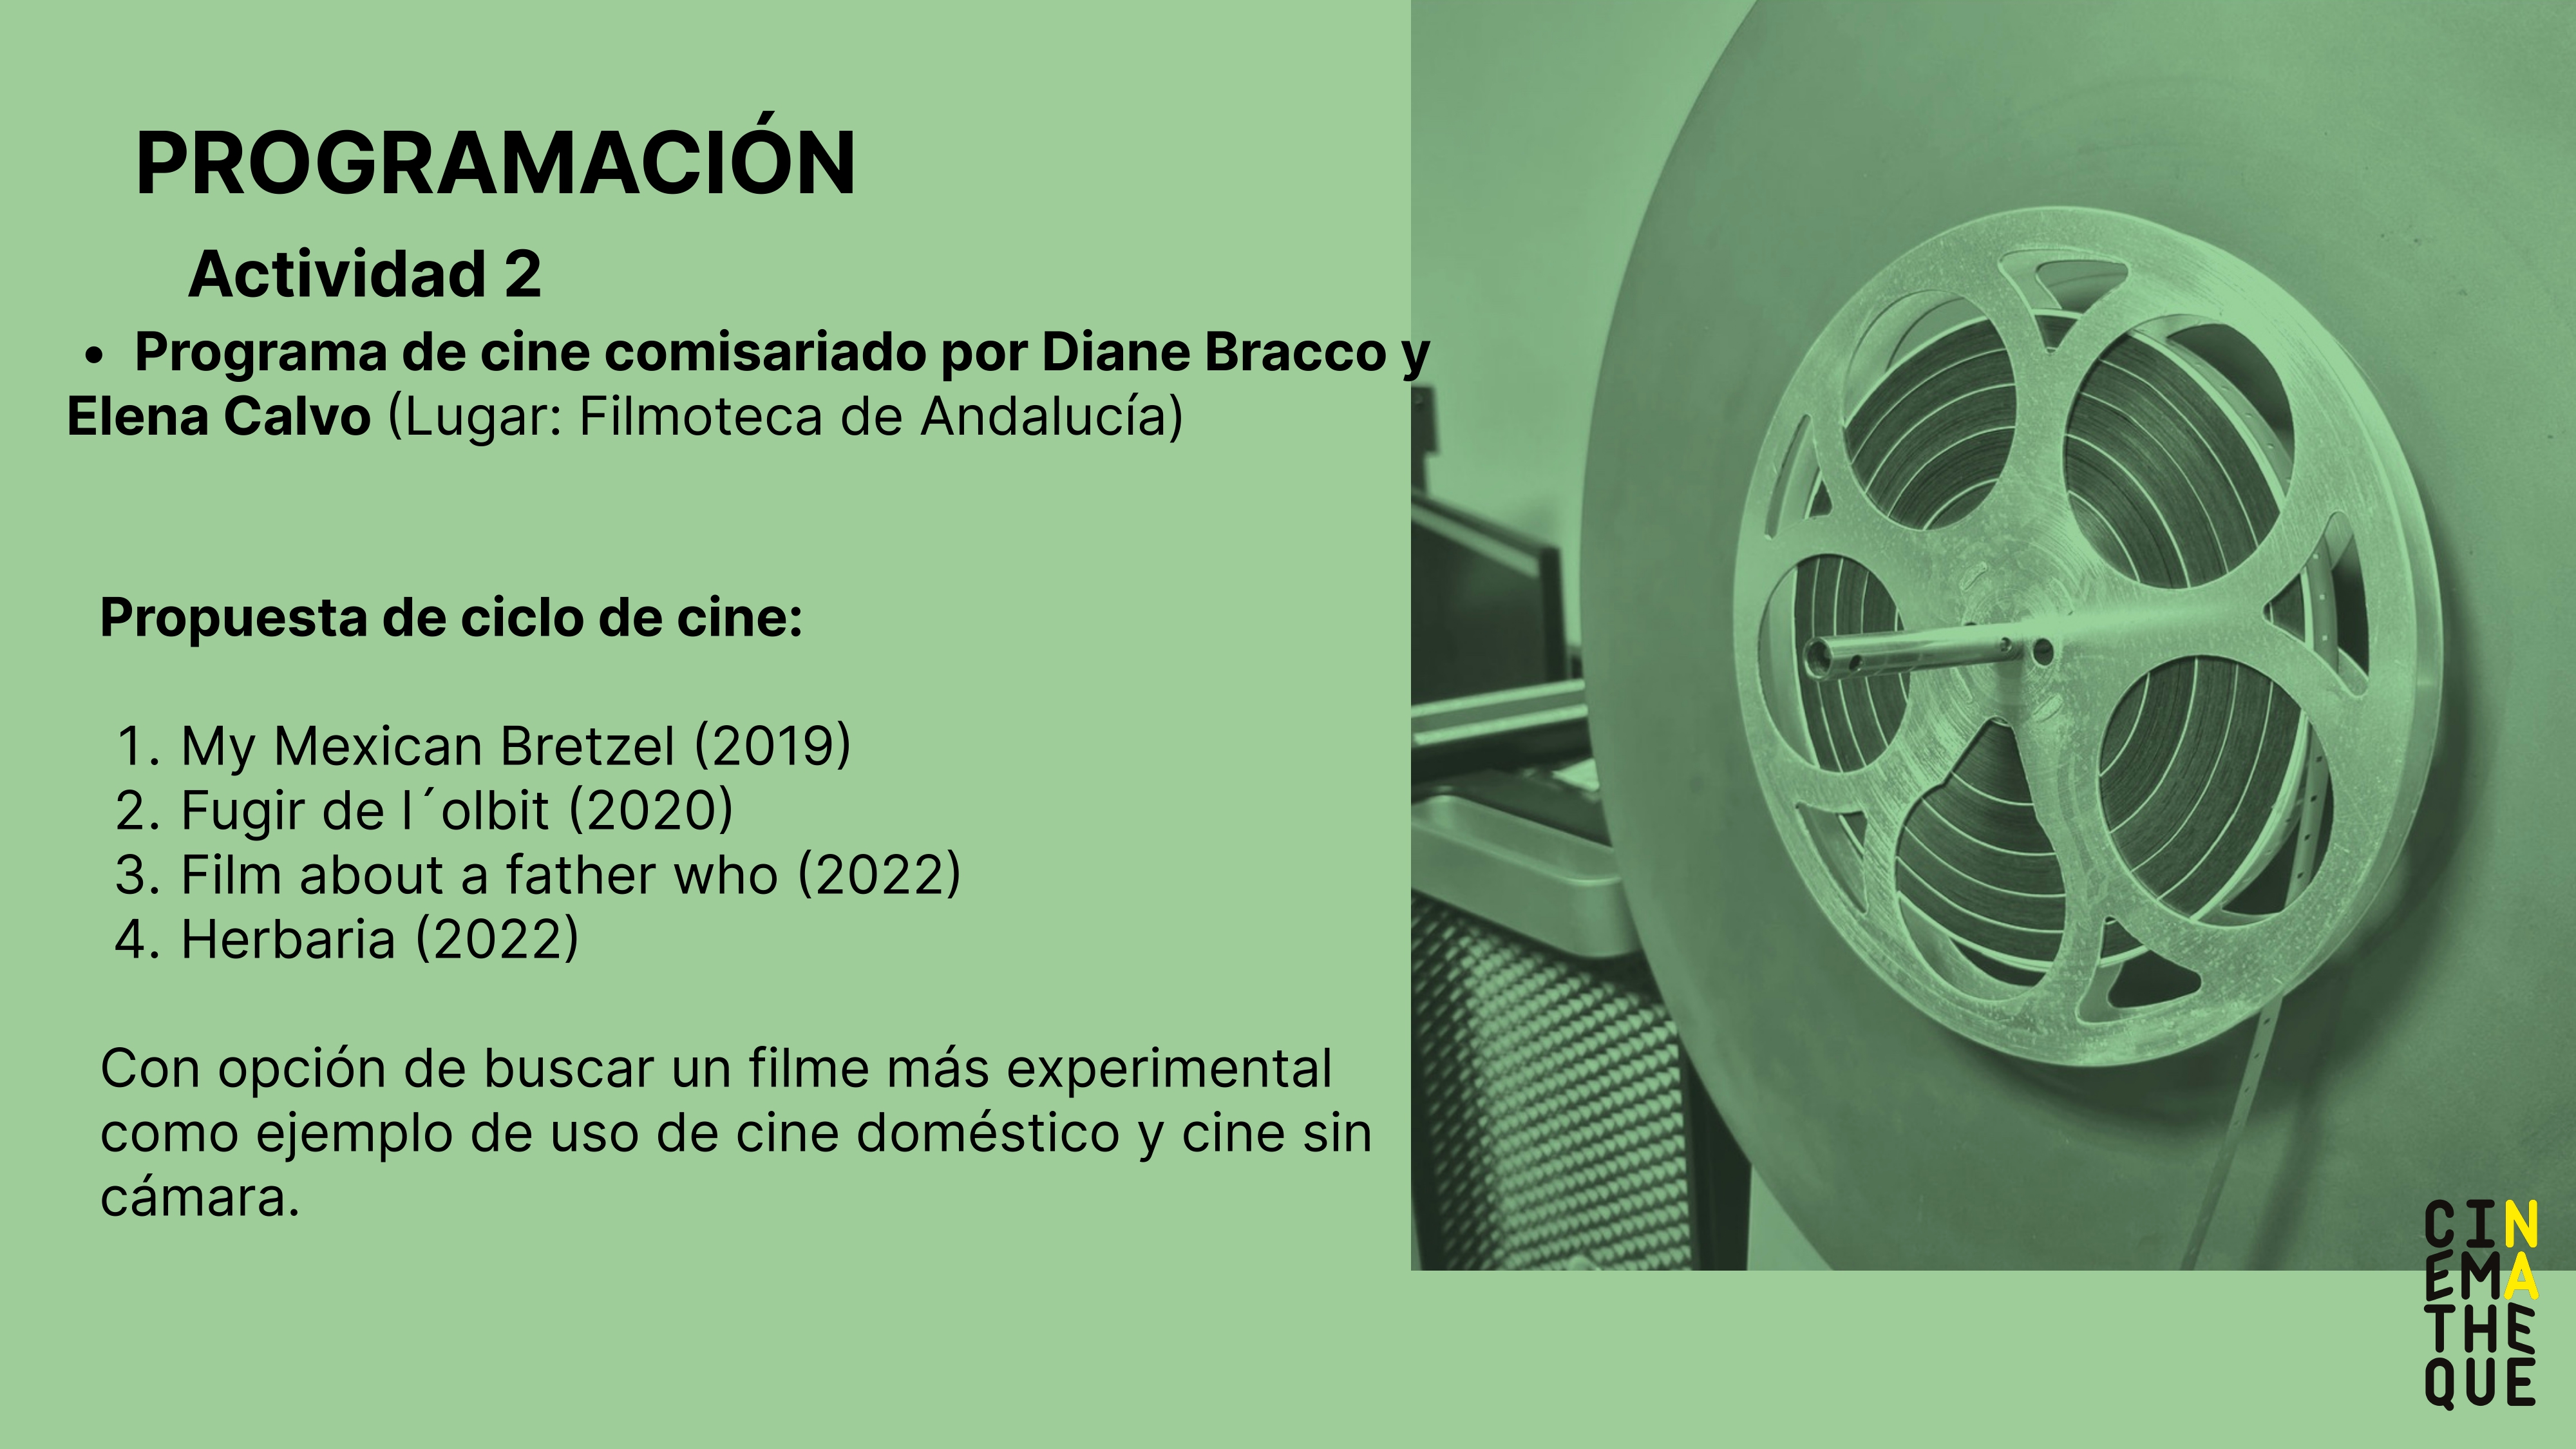 PROGRAMACIÓN
Actividad 2
• Programa de cine comisariado por Diane Bracco y
Elena Calvo (Lugar: Filmoteca de Andalucía)
Propuesta de ciclo de cine:
1. My Mexican Bretzel (2019)
2. Fugir de l´olbit (2020)
3. Film about a father who (2022)
4. Herbaria (2022)
Con opción de buscar un filme más experimental
como ejemplo de uso de cine doméstico y cine sin
cámara.
CIN
EMA
THE
QUE